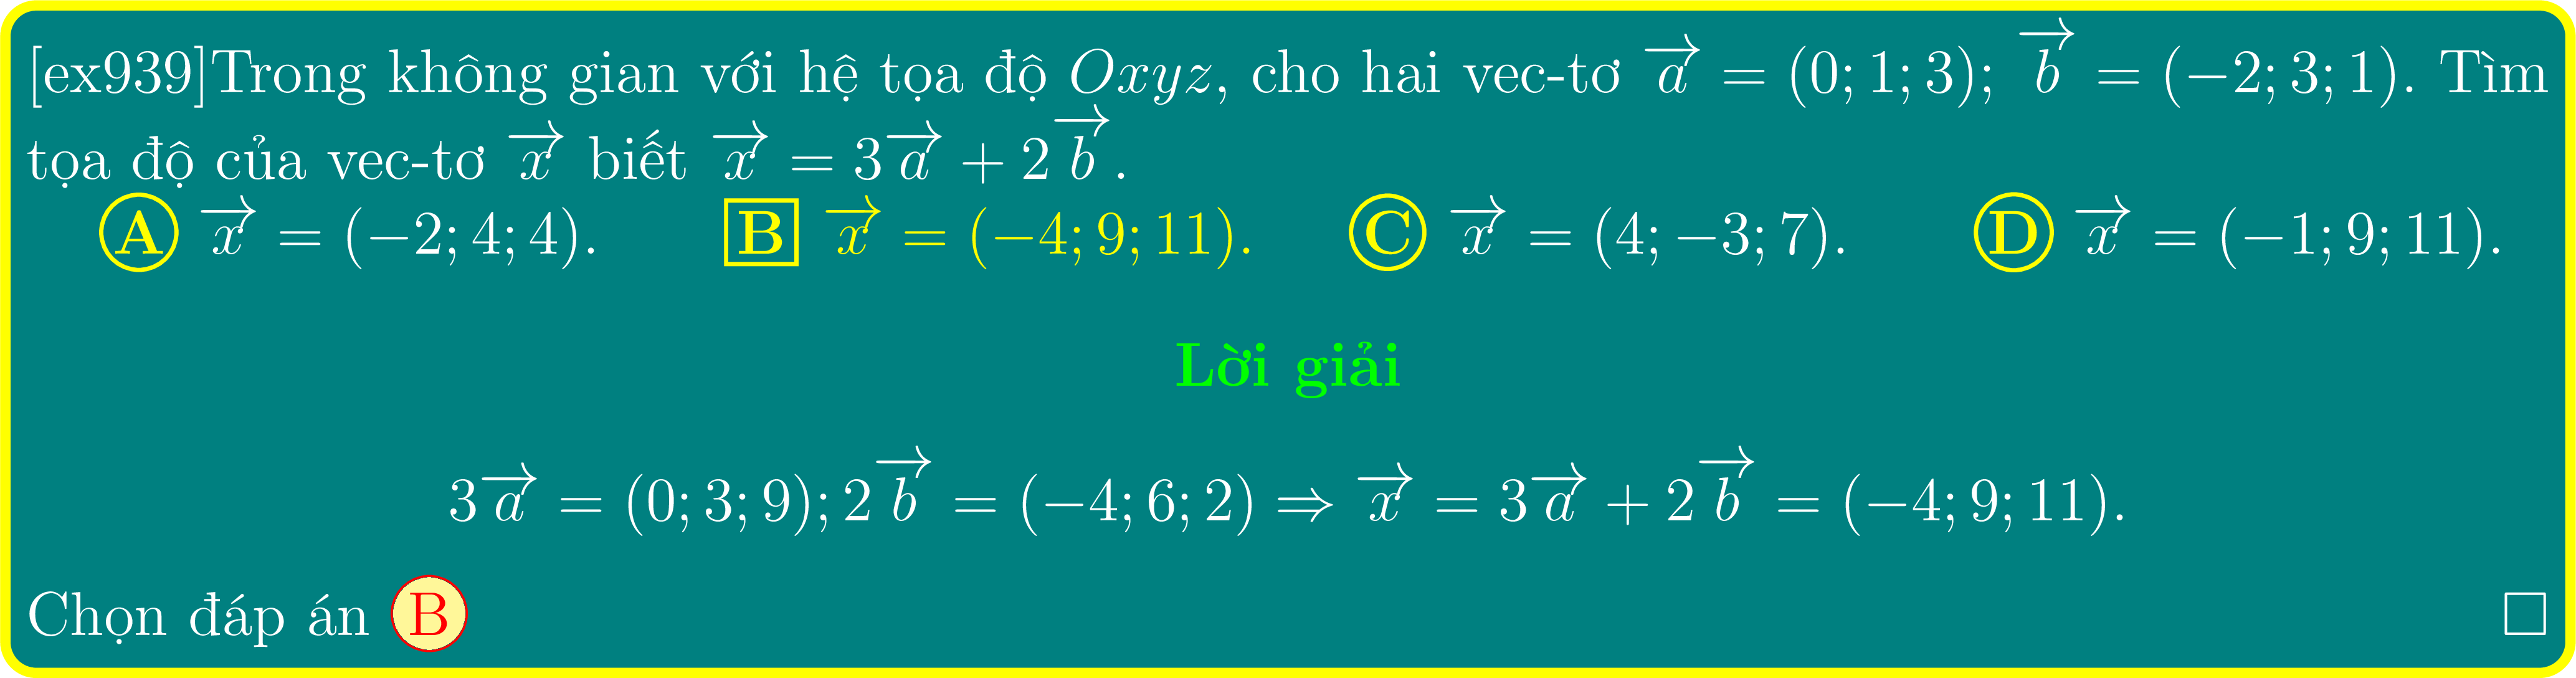 [ex939]Trong không gian với hệ tọa độ Oxyz, cho hai vec-tơ $\overrightarrow{a} = (0; 1; 3); \overrightarrow{b} = (-2; 3; 1)$. Tìm
tọa độ của vec-tơ $\overrightarrow{x}$ biết $\overrightarrow{x} = 3\overrightarrow{a} + 2\overrightarrow{b}$.
A $\overrightarrow{x} = (-2; 4; 4)$. B $\overrightarrow{x} = (-4; 9; 11)$. C $\overrightarrow{x} = (4; -3; 7)$. D $\overrightarrow{x} = (-1; 9; 11)$.
Lời giải
$3\overrightarrow{a} = (0; 3; 9); 2\overrightarrow{b} = (-4; 6; 2) \Rightarrow \overrightarrow{x} = 3\overrightarrow{a} + 2\overrightarrow{b} = (-4; 9; 11).$
Chọn đáp án B □